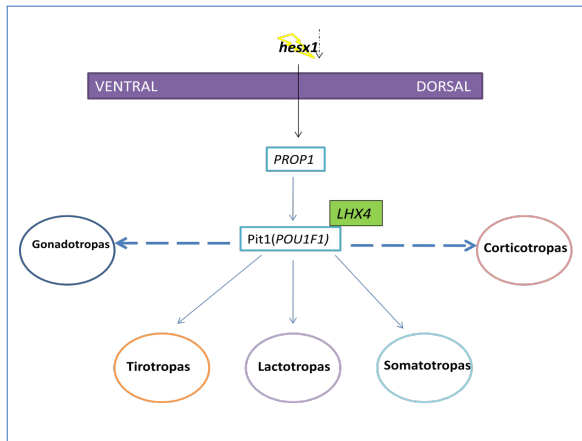 hesx1
VENTRAL DORSAL
PROP1
LHX4
Gonadotropas Pit1(POU1F1) Corticotropas
Tirotropas Lactotropas Somatotropas